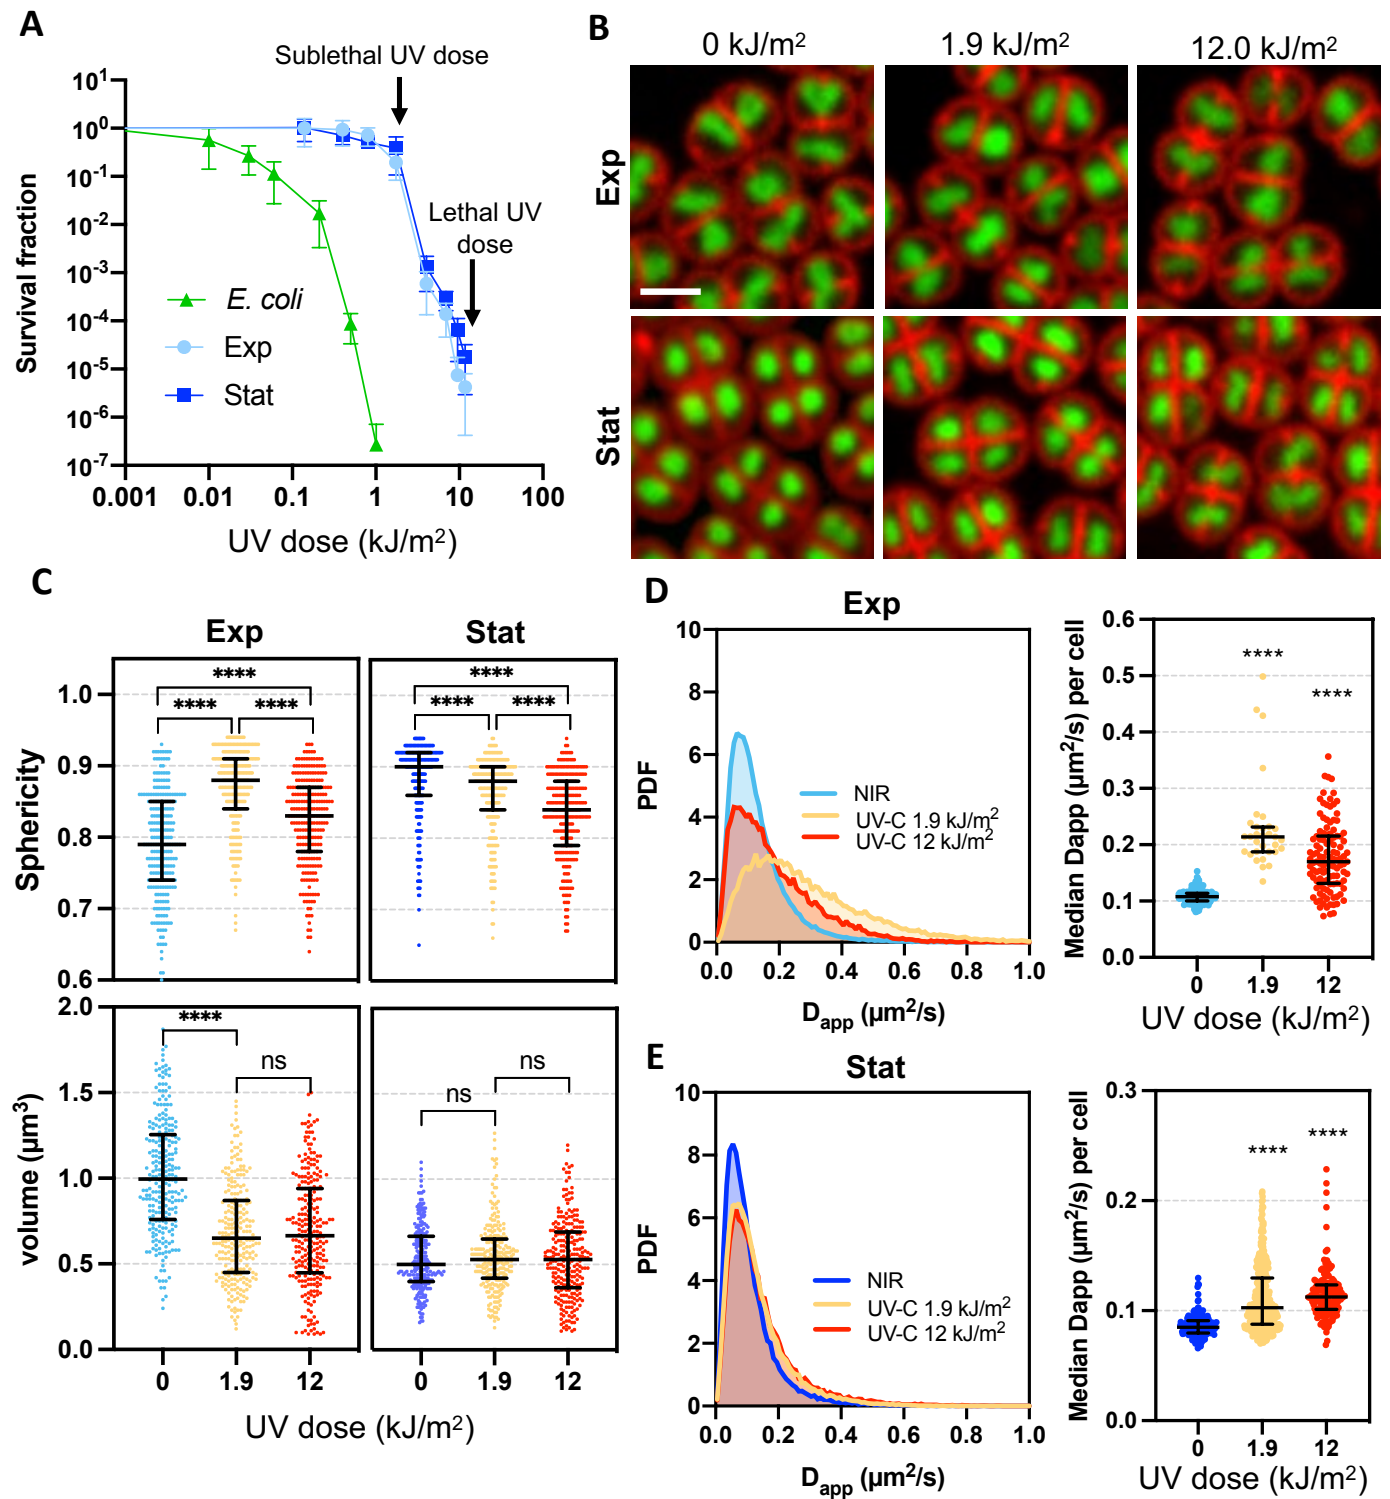 A
Sublethal UV dose
Lethal UV
dose
Survival fraction
10¹
10⁰
10⁻¹
10⁻²
10⁻³
10⁻⁴
10⁻⁵
10⁻⁶
10⁻⁷
E. coli
Exp
Stat
0.001 0.01 0.1 1 10 100
UV dose (kJ/m²)
B
0 kJ/m² 1.9 kJ/m² 12.0 kJ/m²
Exp
Stat
C
Exp Stat
Sphericity
1.0
0.9
0.8
0.7
0.6
**** **** ****
**** **** ****
volume (µm³)
2.0
1.5
1.0
0.5
0.0
**** ns
ns ns
0 1.9 12 0 1.9 12
UV dose (kJ/m²)
D
Exp
PDF
10
8
6
4
2
0
NIR
UV-C 1.9 kJ/m²
UV-C 12 kJ/m²
0.0 0.2 0.4 0.6 0.8 1.0
Dapp (µm²/s)
Median Dapp (µm²/s) per cell
0.6
0.5
0.4
0.3
0.2
0.1
0.0
**** ****
0 1.9 12
UV dose (kJ/m²)
E
Stat
PDF
10
8
6
4
2
0
NIR
UV-C 1.9 kJ/m²
UV-C 12 kJ/m²
0.0 0.2 0.4 0.6 0.8 1.0
Dapp (µm²/s)
Median Dapp (µm²/s) per cell
0.3
0.2
0.1
0.0
**** ****
0 1.9 12
UV dose (kJ/m²)